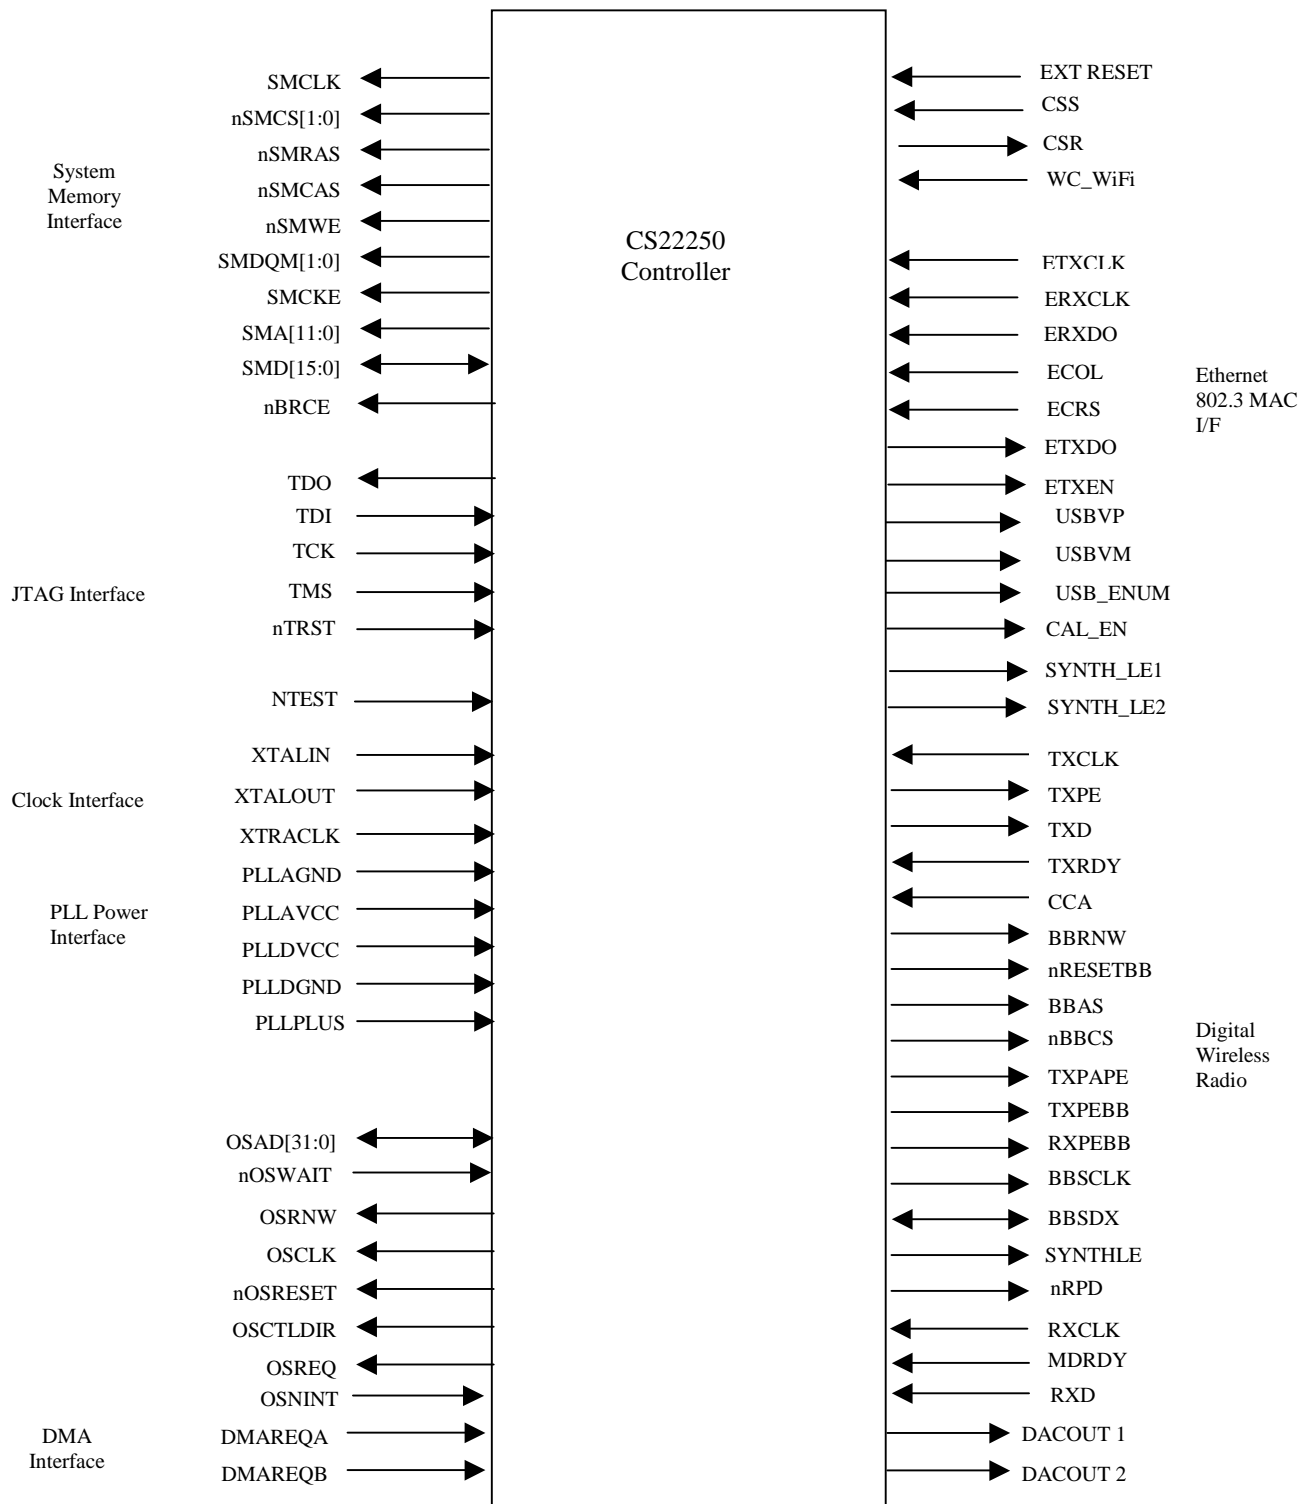 SMCLK
nSMCS[1:0]
nSMRAS
nSMCAS
nSMWE
SMDQM[1:0]
SMCKE
SMA[11:0]
SMD[15:0]
nBRCE
System
Memory
Interface
TDO
TDI
TCK
TMS
nTRST
JTAG Interface
NTEST
XTALIN
XTALOUT
XTRACLK
Clock Interface
PLLAGND
PLLAVCC
PLLDVCC
PLLDGND
PLLPLUS
PLL Power
Interface
OSAD[31:0]
nOSWAIT
OSRNW
OSCLK
nOSRESET
OSCTLDIR
OSREQ
OSNINT
DMAREQA
DMAREQB
DMA
Interface
CS22250
Controller
EXT RESET
CSS
CSR
WC_WiFi
ETXCLK
ERXCLK
ERXDO
ECOL
ECRS
ETXDO
ETXEN
Ethernet
802.3 MAC
I/F
USBVP
USBVM
USB_ENUM
CAL_EN
SYNTH_LE1
SYNTH_LE2
TXCLK
TXPE
TXD
TXRDY
CCA
BBRNW
nRESETBB
BBAS
nBBCS
TXPAPE
TXPEBB
RXPEBB
BBSCLK
BBSDX
SYNTHLE
nRPD
RXCLK
MDRDY
RXD
Digital
Wireless
Radio
DACOUT 1
DACOUT 2